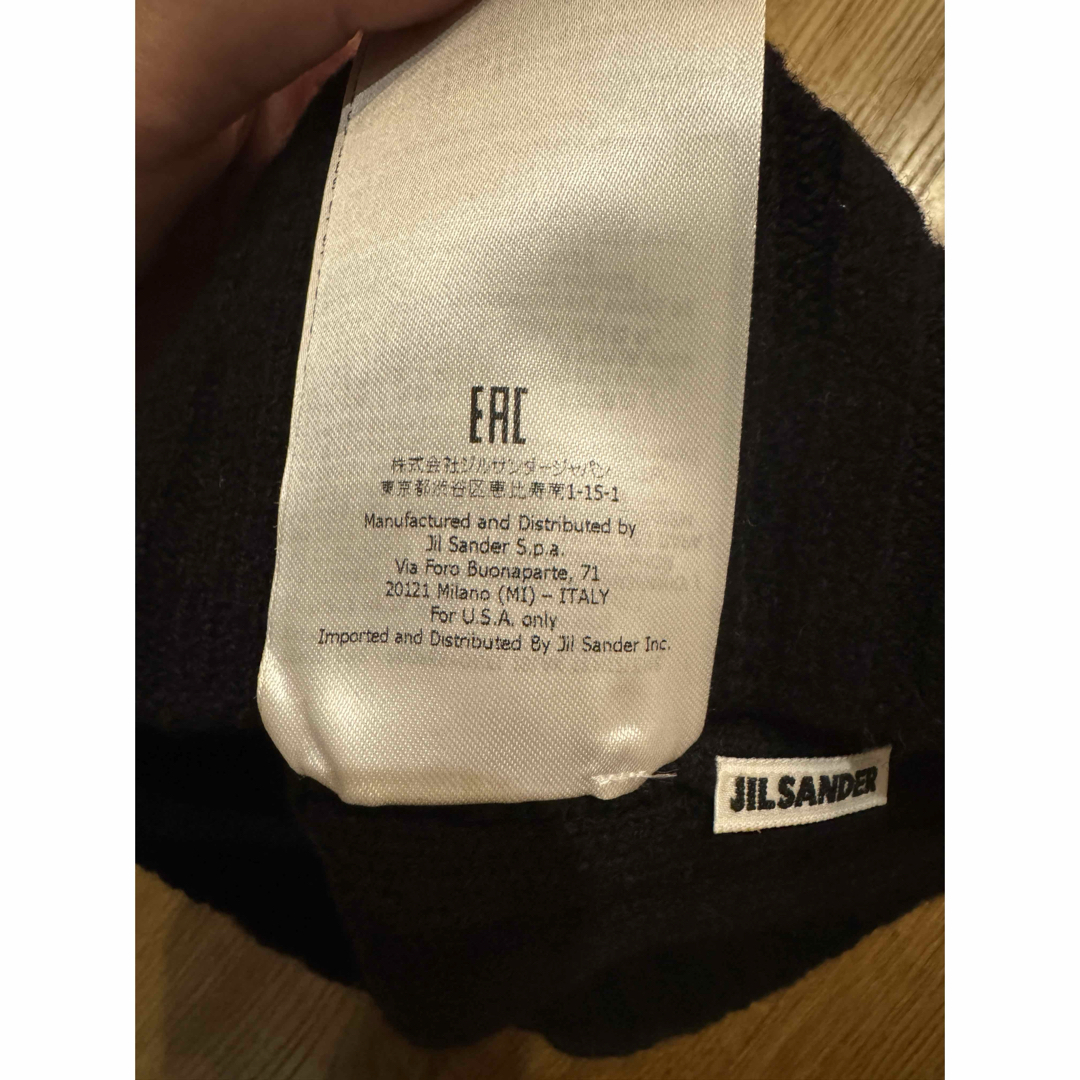 EAC
株式会社ジルサンダージャパン
東京都渋谷区恵比寿南1-15-1
Manufactured and Distributed by
Jil Sander S.p.a.
Via Foro Buonaparte, 71
20121 Milano (MI) – ITALY
For U.S.A. only
Imported and Distributed By Jil Sander Inc.
JIL SANDER